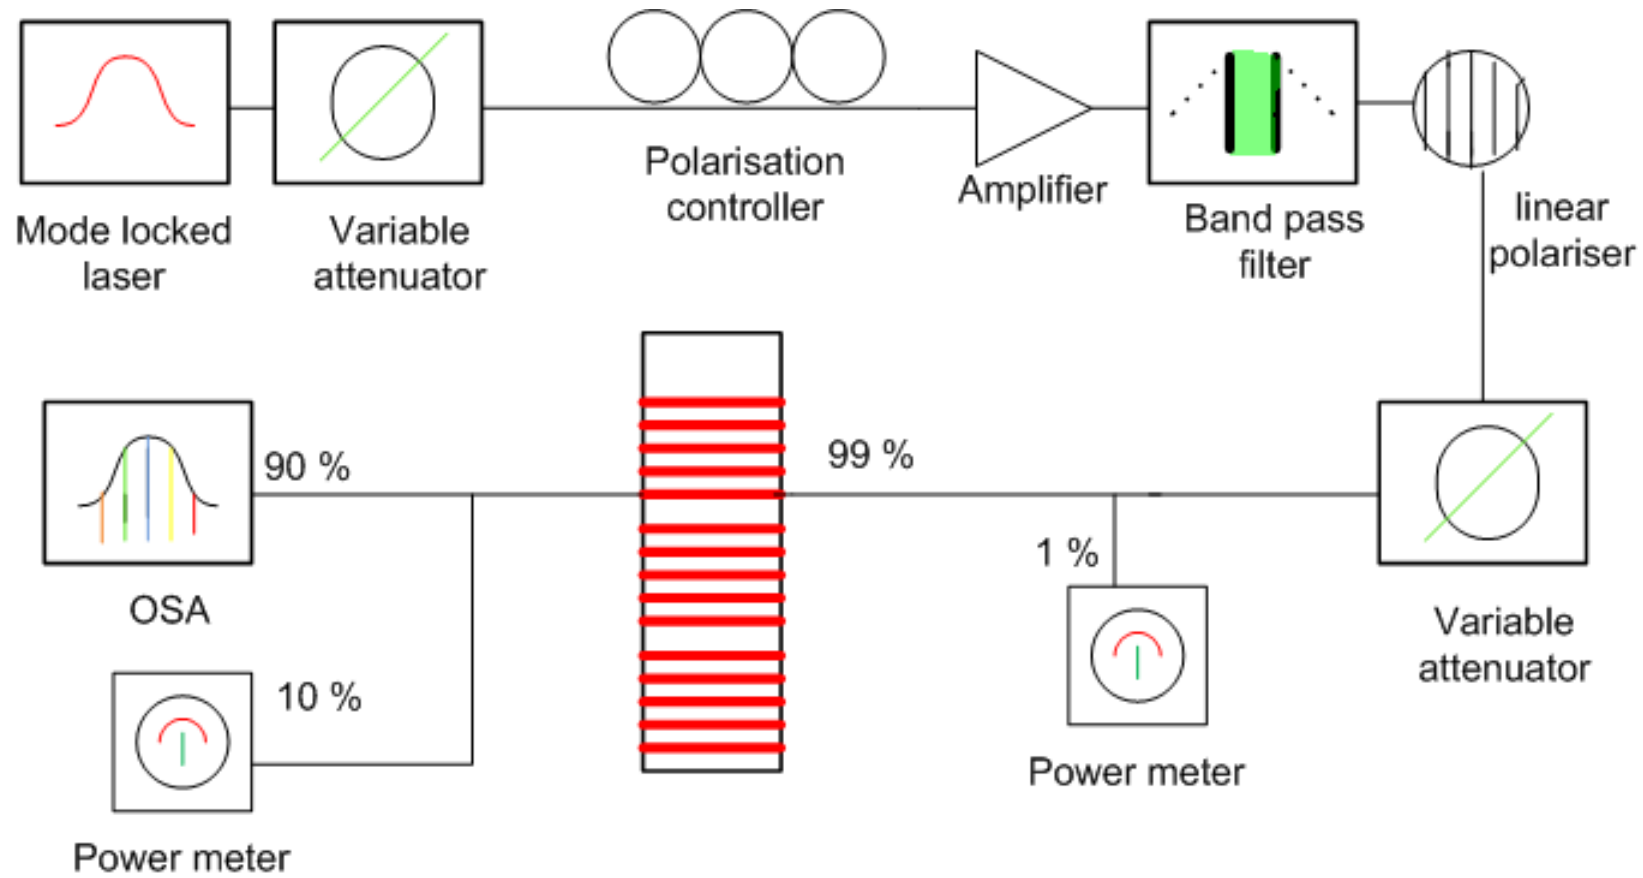 Mode locked
laser
Variable
attenuator
Polarisation
controller
Amplifier
Band pass
filter
linear
polariser
90 %
99 %
1 %
OSA
10 %
Power meter
Power meter
Variable
attenuator